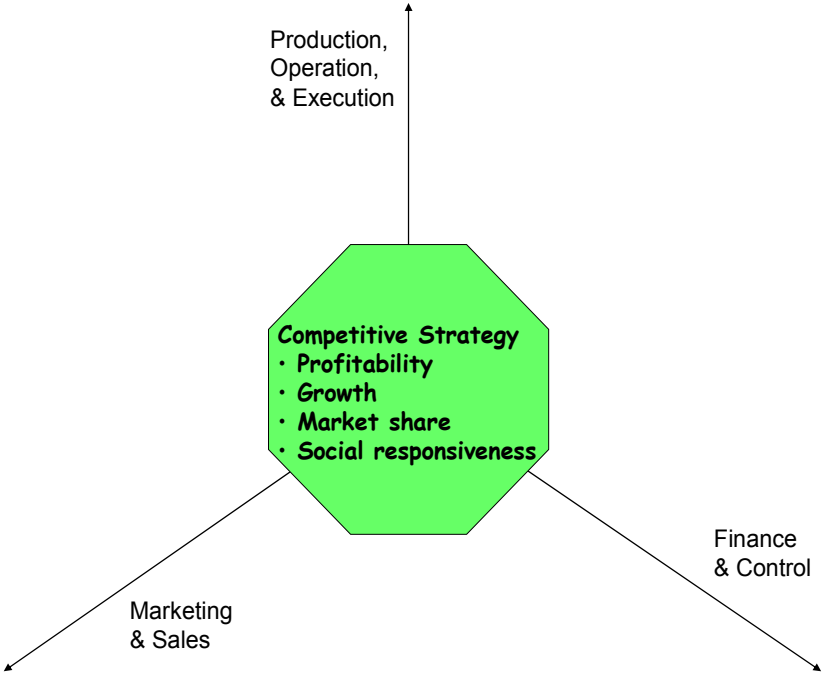 Production,
Operation,
& Execution
Competitive Strategy
• Profitability
• Growth
• Market share
• Social responsiveness
Finance
& Control
Marketing
& Sales